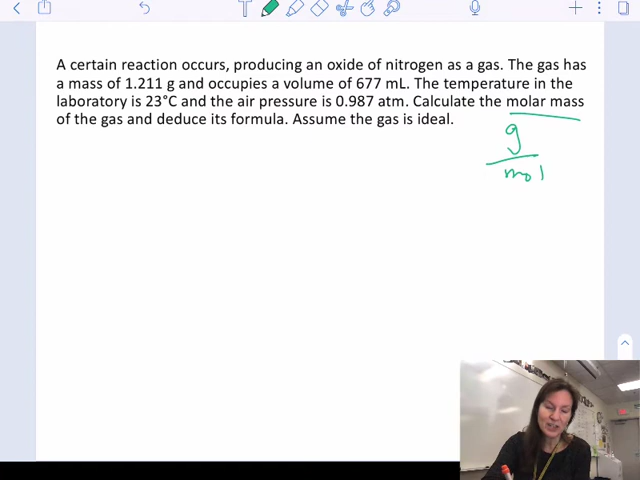 A certain reaction occurs, producing an oxide of nitrogen as a gas. The gas has
a mass of 1.211 g and occupies a volume of 677 mL. The temperature in the
laboratory is 23°C and the air pressure is 0.987 atm. Calculate the molar mass
of the gas and deduce its formula. Assume the gas is ideal.
g
mol